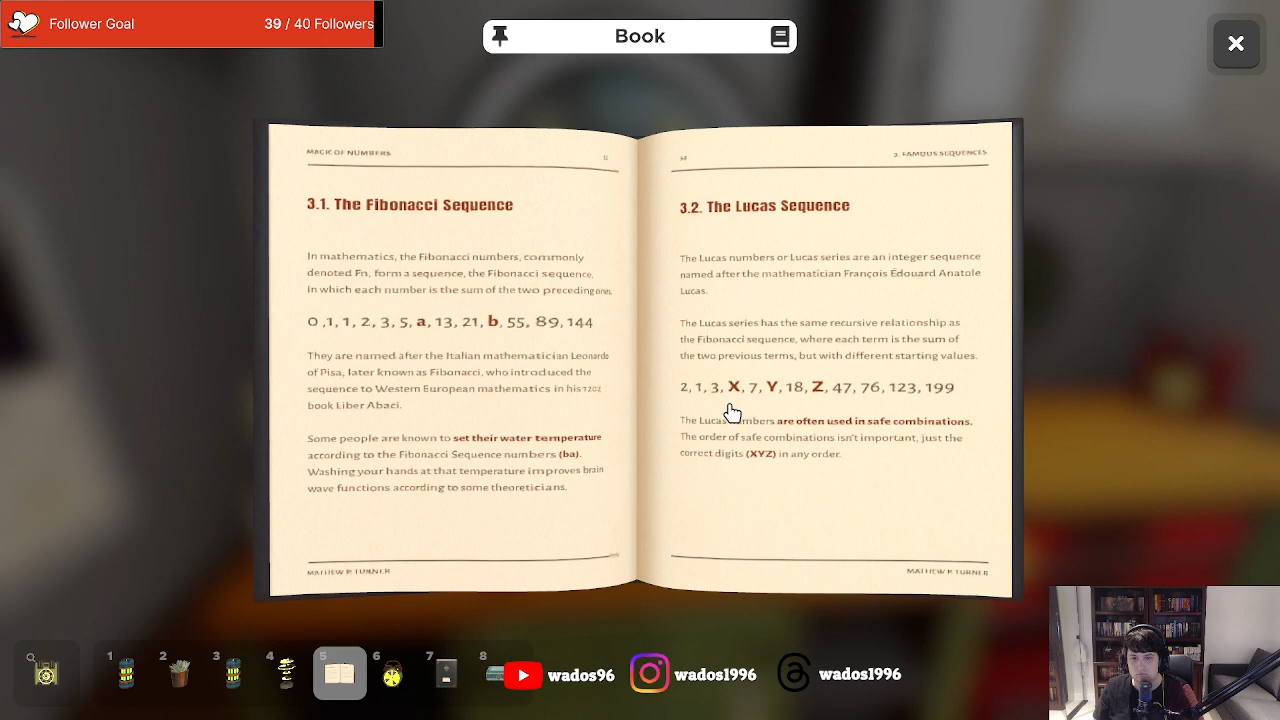 Follower Goal 39 / 40 Followers
Book
MAGIC OF NUMBERS
3.1. The Fibonacci Sequence
In mathematics, the Fibonacci numbers, commonly
denoted Fn, form a sequence, the Fibonacci sequence,
in which each number is the sum of the two preceding ones.
0 ,1, 1, 2, 3, 5, a, 13, 21, b, 55, 89, 144
They are named after the Italian mathematician Leonardo
of Pisa, later known as Fibonacci, who introduced the
sequence to Western European mathematics in his 1202
book Liber Abaci.
Some people are known to set their water temperature
according to the Fibonacci Sequence numbers (ba).
Washing your hands at that temperature improves brain
wave functions according to some theoreticians.
MATHEW P. TURNER
3. FAMOUS SEQUENCES
3.2. The Lucas Sequence
The Lucas numbers or Lucas series are an integer sequence
named after the mathematician François Édouard Anatole
Lucas.
The Lucas series has the same recursive relationship as
the Fibonacci sequence, where each term is the sum of
the two previous terms, but with different starting values.
2, 1, 3, X, 7, Y, 18, Z, 47, 76, 123, 199
The Lucas numbers are often used in safe combinations.
The order of safe combinations isn't important, just the
correct digits (XYZ) in any order.
MATHEW P. TURNER
1 2 3 4 5 6 7 8
wados96 wados1996 wados1996